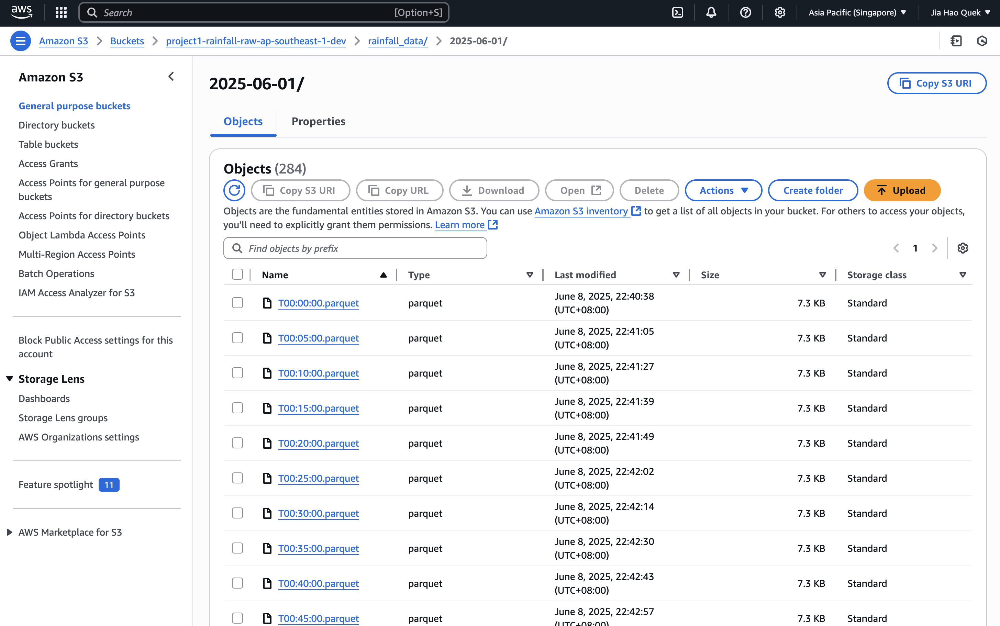 aws
Search [Option+S]
Asia Pacific (Singapore)
Jia Hao Quek
Amazon S3
Buckets
project1-rainfall-raw-ap-southeast-1-dev
rainfall_data/
2025-06-01/
Amazon S3
General purpose buckets
Directory buckets
Table buckets
Access Grants
Access Points for general purpose
buckets
Access Points for directory buckets
Object Lambda Access Points
Multi-Region Access Points
Batch Operations
IAM Access Analyzer for S3
Block Public Access settings for this
account
Storage Lens
Dashboards
Storage Lens groups
AWS Organizations settings
Feature spotlight 11
AWS Marketplace for S3
2025-06-01/
Copy S3 URI
Objects
Properties
Objects (284)
Copy S3 URI
Copy URL
Download
Open
Delete
Actions
Create folder
Upload
Objects are the fundamental entities stored in Amazon S3. You can use Amazon S3 inventory to get a list of all objects in your bucket. For others to access your objects,
you’ll need to explicitly grant them permissions. Learn more
Find objects by prefix
1
Name Type Last modified Size Storage class
T00:00:00.parquet parquet June 8, 2025, 22:40:38 (UTC+08:00) 7.3 KB Standard
T00:05:00.parquet parquet June 8, 2025, 22:41:05 (UTC+08:00) 7.3 KB Standard
T00:10:00.parquet parquet June 8, 2025, 22:41:27 (UTC+08:00) 7.3 KB Standard
T00:15:00.parquet parquet June 8, 2025, 22:41:39 (UTC+08:00) 7.3 KB Standard
T00:20:00.parquet parquet June 8, 2025, 22:41:49 (UTC+08:00) 7.3 KB Standard
T00:25:00.parquet parquet June 8, 2025, 22:42:02 (UTC+08:00) 7.3 KB Standard
T00:30:00.parquet parquet June 8, 2025, 22:42:14 (UTC+08:00) 7.3 KB Standard
T00:35:00.parquet parquet June 8, 2025, 22:42:30 (UTC+08:00) 7.3 KB Standard
T00:40:00.parquet parquet June 8, 2025, 22:42:43 (UTC+08:00) 7.3 KB Standard
T00:45:00.parquet parquet June 8, 2025, 22:42:57 (UTC+08:00) 7.3 KB Standard